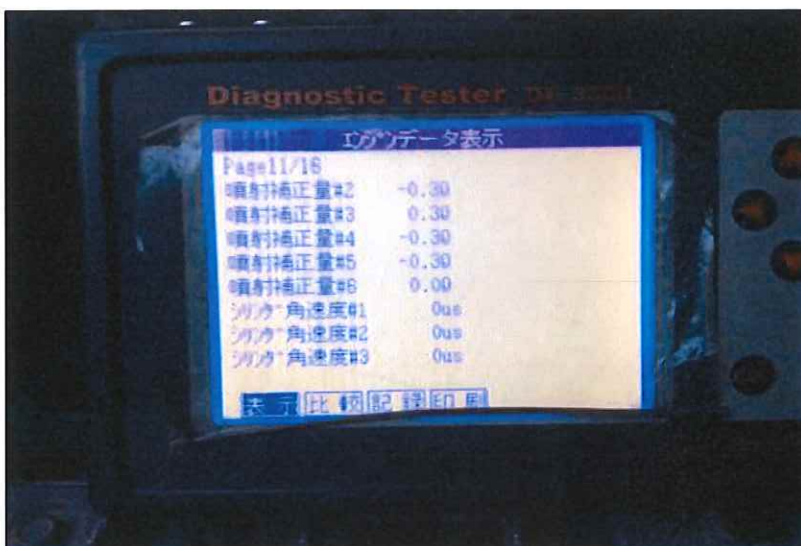 Diagnostic Tester
エンジンデータ表示
Page11/16
噴射補正量#2 -0.30
噴射補正量#3 0.30
噴射補正量#4 -0.30
噴射補正量#5 -0.30
噴射補正量#6 0.00
シリンダ角速度#1 0us
シリンダ角速度#2 0us
シリンダ角速度#3 0us
表示 比較 記録 印刷